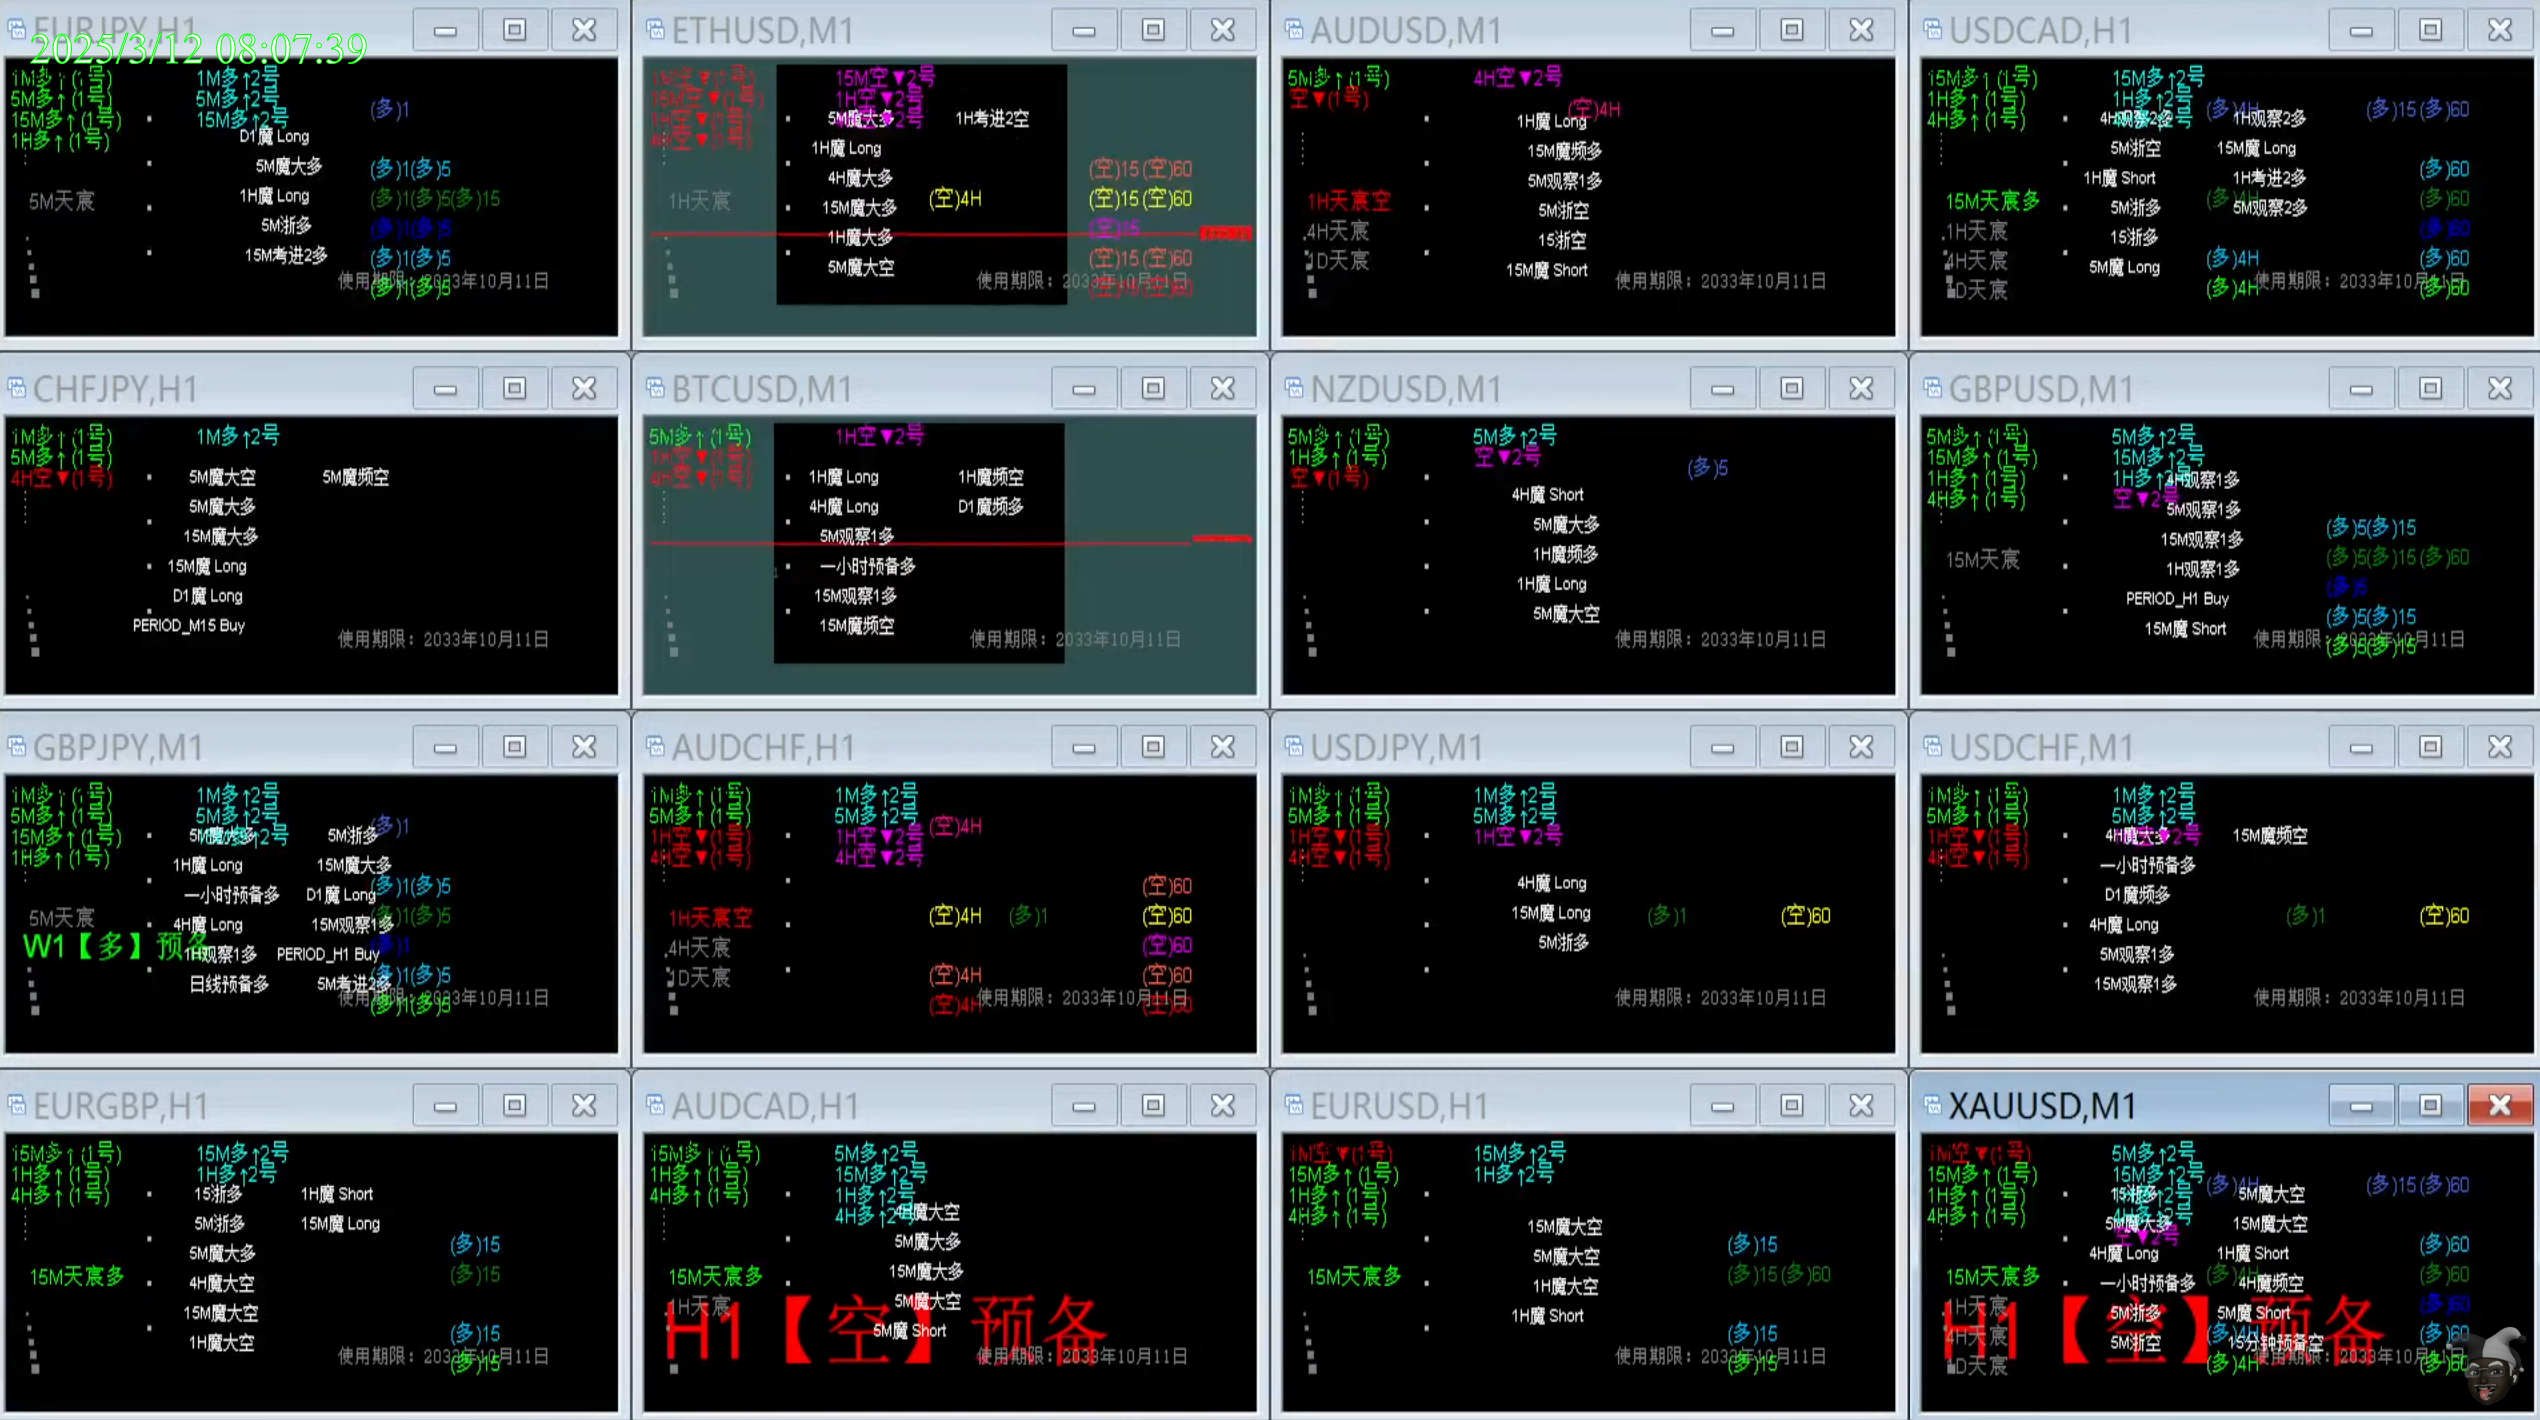 EURJPY,H1
2025/3/12 08:07:39
1M多↑(1号)
1M多↑2号
5M多↑(1号)
5M多↑2号
(多)1
15M多↑(1号)
15M多↑2号
1H多↑(1号)
D1魔 Long
5M魔大多
(多)1(多)5
5M天宸
1H魔 Long
(多)1(多)5(多)15
5M浙多
(多)1(多)5
15M考进2多
(多)1(多)5
使用期限：2033年10月11日
(多)1(多)5
ETHUSD,M1
15M空▼(1号)
15M空▼2号
1H空▼2号
1H空▼(1号)
5M魔大多
1H考进2空
4H空▼(1号)
1H魔 Long
4H魔大多
(空)15(空)60
1H天宸
15M魔大多
(空)4H
(空)15(空)60
(空)15
1H魔大多
(空)15(空)60
5M魔大空
使用期限：2033年10月11日
AUDUSD,M1
5M多↑(1号)
4H空▼2号
空▼(1号)
(空)4H
1H魔 Long
15M魔频多
5M观察1多
1H天宸空
5M浙空
4H天宸
15浙空
1D天宸
15M魔 Short
使用期限：2033年10月11日
USDCAD,H1
15M多↑(1号)
15M多↑2号
1H多↑(1号)
1H多↑2号
(多)4H
(多)15(多)60
4H多↑(1号)
1H观察2多
5M浙空
15M魔 Long
(多)60
1H魔 Short
1H考进2多
15M天宸多
5M浙多
5M观察2多
(多)60
1H天宸
15浙多
(多)60
4H天宸
5M魔 Long
(多)4H
(多)60
1D天宸
(多)4H
使用期限：2033年10月11日
(多)60
CHFJPY,H1
1M多↑(1号)
1M多↑2号
5M多↑(1号)
4H空▼(1号)
5M魔大空
5M魔频空
5M魔大多
15M魔大多
15M魔 Long
D1魔 Long
PERIOD_M15 Buy
使用期限：2033年10月11日
BTCUSD,M1
5M多↑(1号)
1H空▼2号
1H空▼(1号)
4H空▼(1号)
1H魔 Long
1H魔频空
4H魔 Long
D1魔频多
5M观察1多
一小时预备多
15M观察1多
15M魔频空
使用期限：2033年10月11日
NZDUSD,M1
5M多↑(1号)
5M多↑2号
1H多↑(1号)
空▼2号
(多)5
空▼(1号)
4H魔 Short
5M魔大多
1H魔频多
1H魔 Long
5M魔大空
使用期限：2033年10月11日
GBPUSD,M1
5M多↑(1号)
5M多↑2号
15M多↑(1号)
15M多↑2号
1H多↑(1号)
1H多↑2号
4H观察1多
4H多↑(1号)
空▼2号
5M观察1多
(多)5(多)15
15M观察1多
15M天宸
(多)5(多)15(多)60
1H观察1多
(多)5
PERIOD_H1 Buy
(多)5(多)15
15M魔 Short
使用期限：2033年10月11日
(多)5(多)15
GBPJPY,M1
1M多↑(1号)
1M多↑2号
5M多↑(1号)
5M多↑2号
(多)1
15M多↑(1号)
5M魔大多
5M浙多
1H多↑(1号)
1H魔 Long
15M魔大多
一小时预备多
D1魔 Long
(多)1(多)5
5M天宸
4H魔 Long
15M观察1多
(多)1(多)5
W1【多】预备
1H观察1多
PERIOD_H1 Buy
(多)1
日线预备多
5M考进2多
(多)1(多)5
使用期限：2033年10月11日
(多)1(多)5
AUDCHF,H1
1M多↑(1号)
1M多↑2号
5M多↑(1号)
5M多↑2号
(空)4H
1H空▼(1号)
1H空▼2号
4H空▼(1号)
4H空▼2号
(空)60
1H天宸空
(空)4H
(多)1
(空)60
4H天宸
(空)60
1D天宸
(空)4H
(空)60
(空)4H
使用期限：2033年10月11日
(空)60
USDJPY,M1
1M多↑(1号)
1M多↑2号
5M多↑(1号)
5M多↑2号
1H空▼(1号)
1H空▼2号
4H空▼(1号)
4H魔 Long
15M魔 Long
(多)1
(空)60
5M浙多
使用期限：2033年10月11日
USDCHF,M1
1M多↑(1号)
1M多↑2号
5M多↑(1号)
5M多↑2号
1H空▼(1号)
4H魔大多
15M魔频空
4H空▼(1号)
一小时预备多
D1魔频多
4H魔 Long
(多)1
(空)60
5M观察1多
15M观察1多
使用期限：2033年10月11日
EURGBP,H1
15M多↑(1号)
15M多↑2号
1H多↑(1号)
1H多↑2号
4H多↑(1号)
15浙多
1H魔 Short
5M浙多
15M魔 Long
5M魔大多
(多)15
15M天宸多
4H魔大空
(多)15
15M魔大空
1H魔大空
(多)15
使用期限：2033年10月11日
(多)15
AUDCAD,H1
15M多↑(1号)
5M多↑2号
1H多↑(1号)
15M多↑2号
4H多↑(1号)
1H多↑2号
4H多↑2号
4H魔大空
5M魔大多
15M天宸多
15M魔大多
1H天宸
5M魔大空
H1【空】预备
5M魔 Short
使用期限：2033年10月11日
EURUSD,H1
1M空▼(1号)
15M多↑2号
15M多↑(1号)
1H多↑2号
1H多↑(1号)
4H多↑(1号)
15M魔大空
5M魔大空
(多)15
15M天宸多
1H魔大空
(多)15(多)60
1H魔 Short
(多)15
使用期限：2033年10月11日
(多)15
XAUUSD,M1
1M空▼(1号)
5M多↑2号
15M多↑(1号)
15M多↑2号
(多)4H
(多)15(多)60
1H多↑(1号)
15浙多
5M魔大空
4H多↑(1号)
5M魔大多
15M魔大空
空▼2号
4H魔 Long
1H魔 Short
(多)60
15M天宸多
一小时预备多
4H魔频空
(多)60
1H天宸
5M浙多
5M魔 Short
(多)60
H1【空】预备
4H天宸
5M浙空
15分钟预备空
(多)60
1D天宸
(多)4H
使用期限：2033年10月11日
(多)60